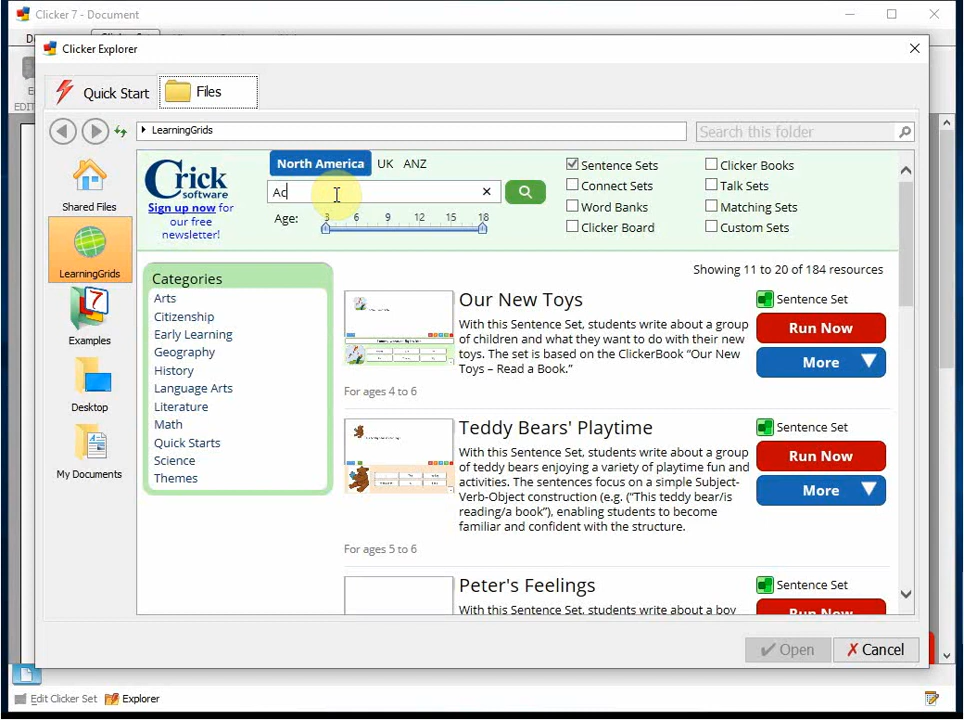 Clicker 7 - Document
Clicker Explorer
Quick Start
Files
LearningGrids
Search this folder
Shared Files
LearningGrids
Examples
Desktop
My Documents
Crick
software
Sign up now for
our free
newsletter!
North America UK ANZ
Ac
Age: 3 6 9 12 15 18
Sentence Sets
Connect Sets
Word Banks
Clicker Board
Clicker Books
Talk Sets
Matching Sets
Custom Sets
Categories
Arts
Citizenship
Early Learning
Geography
History
Language Arts
Literature
Math
Quick Starts
Science
Themes
Showing 11 to 20 of 184 resources
Our New Toys
With this Sentence Set, students write about a group
of children and what they want to do with their new
toys. The set is based on the ClickerBook “Our New
Toys – Read a Book.”
For ages 4 to 6
Sentence Set
Run Now
More
Teddy Bears' Playtime
With this Sentence Set, students write about a group
of teddy bears enjoying a variety of playtime fun and
activities. The sentences focus on a simple Subject-
Verb-Object construction (e.g. (“This teddy bear/is
reading/a book”), enabling students to become
familiar and confident with the structure.
For ages 5 to 6
Sentence Set
Run Now
More
Peter's Feelings
With this Sentence Set, students write about a boy
Sentence Set
Run Now
Open
Cancel
Edit Clicker Set
Explorer